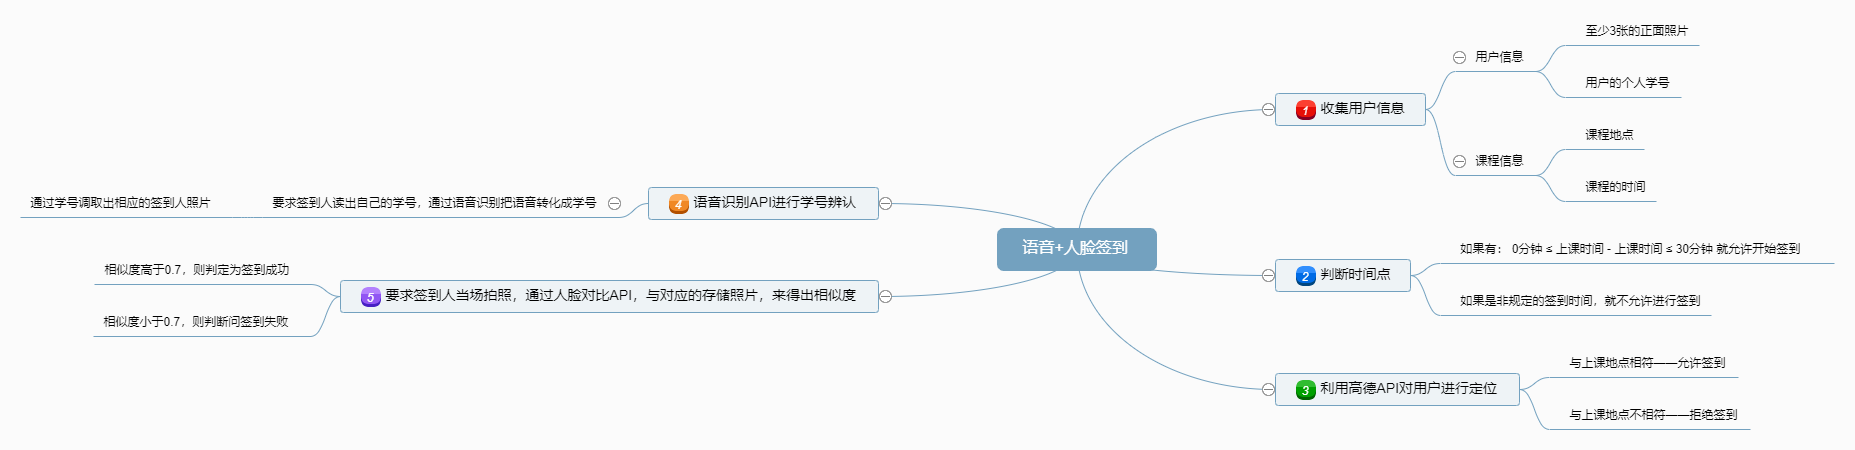 语音+人脸签到
1 收集用户信息
用户信息
至少3张的正面照片
用户的个人学号
课程信息
课程地点
课程的时间
2 判断时间点
如果有： 0分钟 ≤ 上课时间 - 上课时间 ≤ 30分钟 就允许开始签到
如果是非规定的签到时间，就不允许进行签到
3 利用高德API对用户进行定位
与上课地点相符——允许签到
与上课地点不相符——拒绝签到
4 语音识别API进行学号辨认
要求签到人读出自己的学号，通过语音识别把语音转化成学号
通过学号调取出相应的签到人照片
5 要求签到人当场拍照，通过人脸对比API，与对应的存储照片，来得出相似度
相似度高于0.7，则判定为签到成功
相似度小于0.7，则判断问签到失败